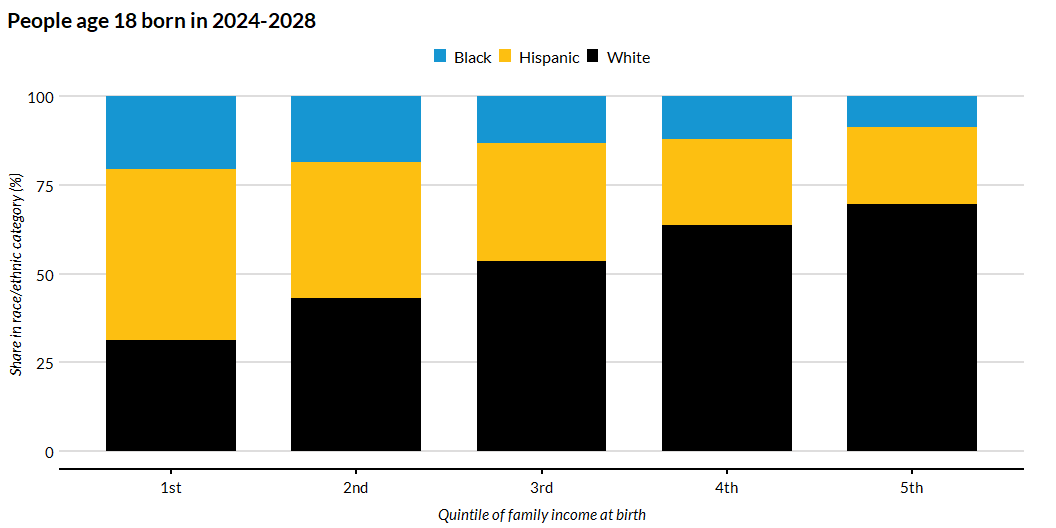 People age 18 born in 2024-2028
Black Hispanic White
Share in race/ethnic category (%)
100
75
50
25
0
1st 2nd 3rd 4th 5th
Quintile of family income at birth